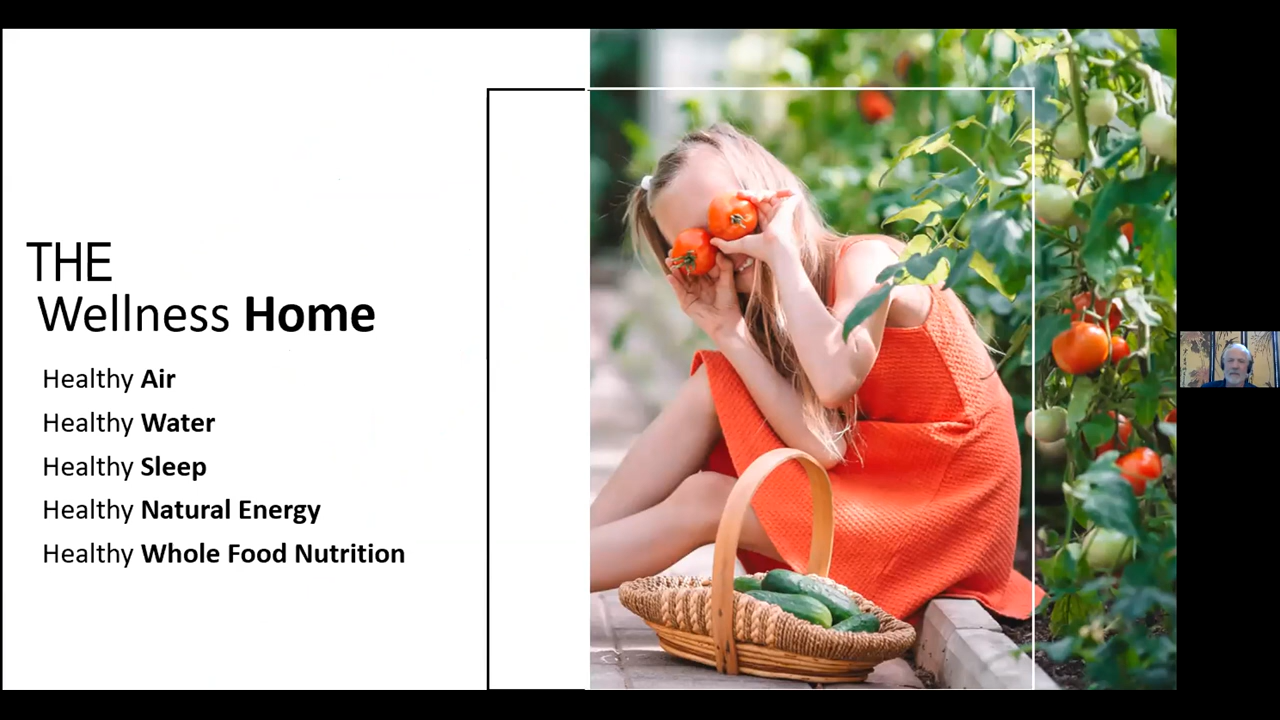 THE
Wellness Home
Healthy Air
Healthy Water
Healthy Sleep
Healthy Natural Energy
Healthy Whole Food Nutrition